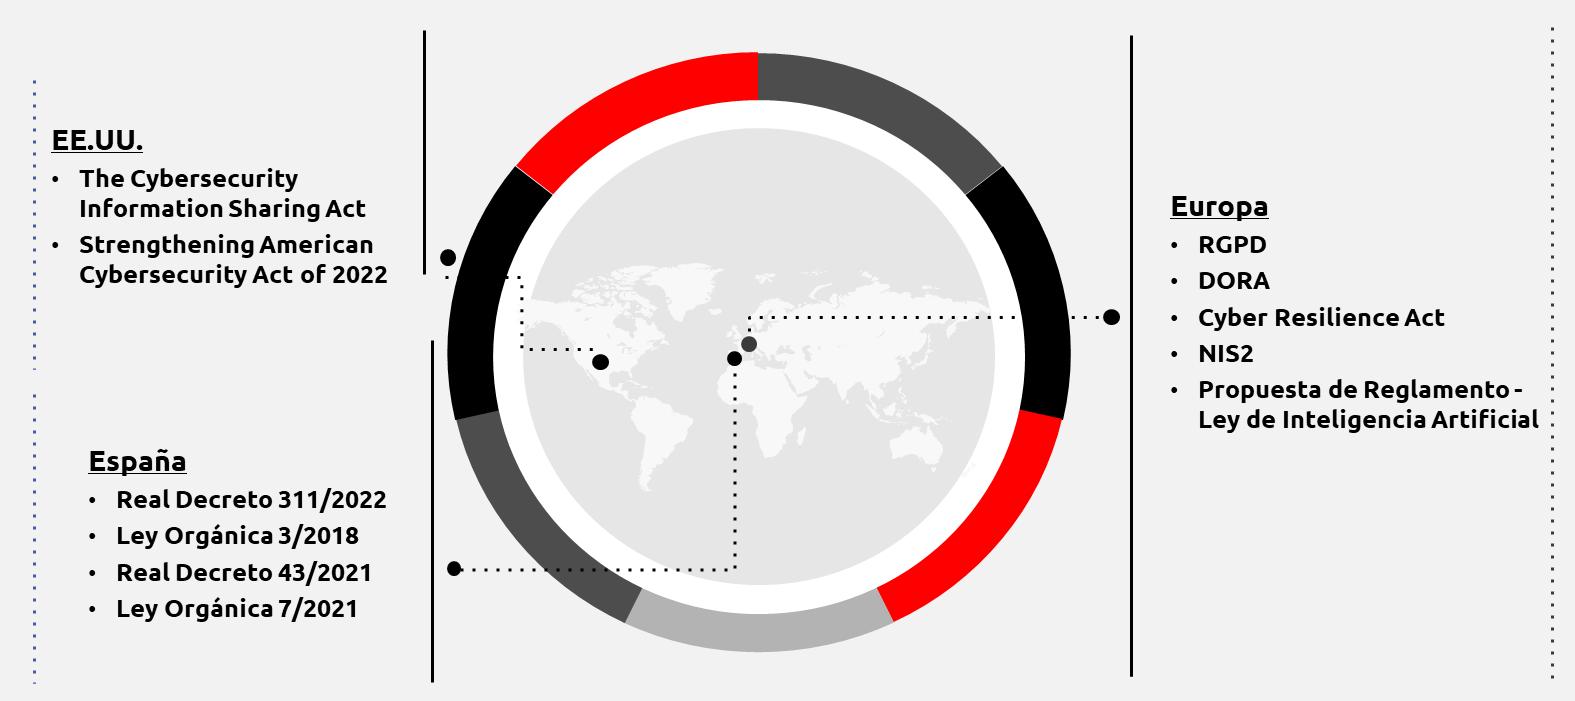 EE.UU.
• The Cybersecurity
Information Sharing Act
• Strengthening American
Cybersecurity Act of 2022
España
• Real Decreto 311/2022
• Ley Orgánica 3/2018
• Real Decreto 43/2021
• Ley Orgánica 7/2021
Europa
• RGPD
• DORA
• Cyber Resilience Act
• NIS2
• Propuesta de Reglamento -
Ley de Inteligencia Artificial